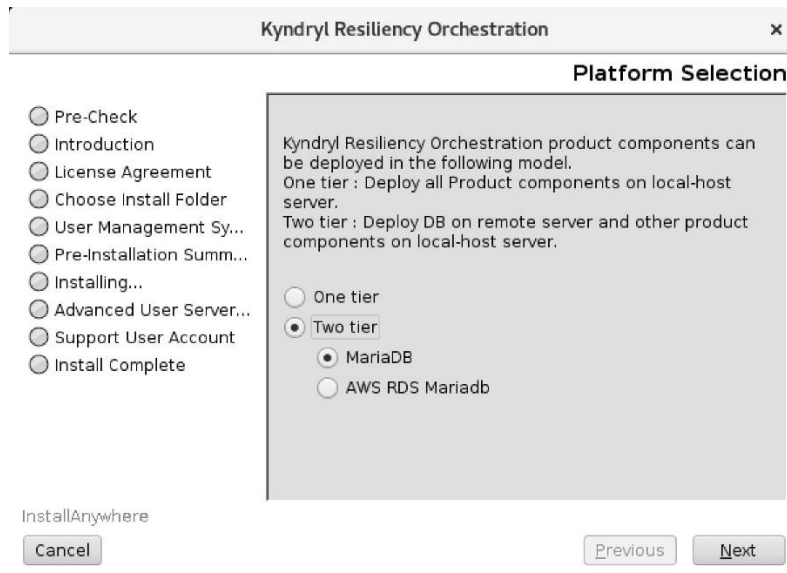 Kyndryl Resiliency Orchestration
×
Platform Selection
Pre-Check
Introduction
License Agreement
Choose Install Folder
User Management Sy...
Pre-Installation Summ...
Installing...
Advanced User Server...
Support User Account
Install Complete
Kyndryl Resiliency Orchestration product components can
be deployed in the following model.
One tier : Deploy all Product components on local-host
server.
Two tier : Deploy DB on remote server and other product
components on local-host server.
One tier
Two tier
MariaDB
AWS RDS Mariadb
InstallAnywhere
Cancel
Previous
Next